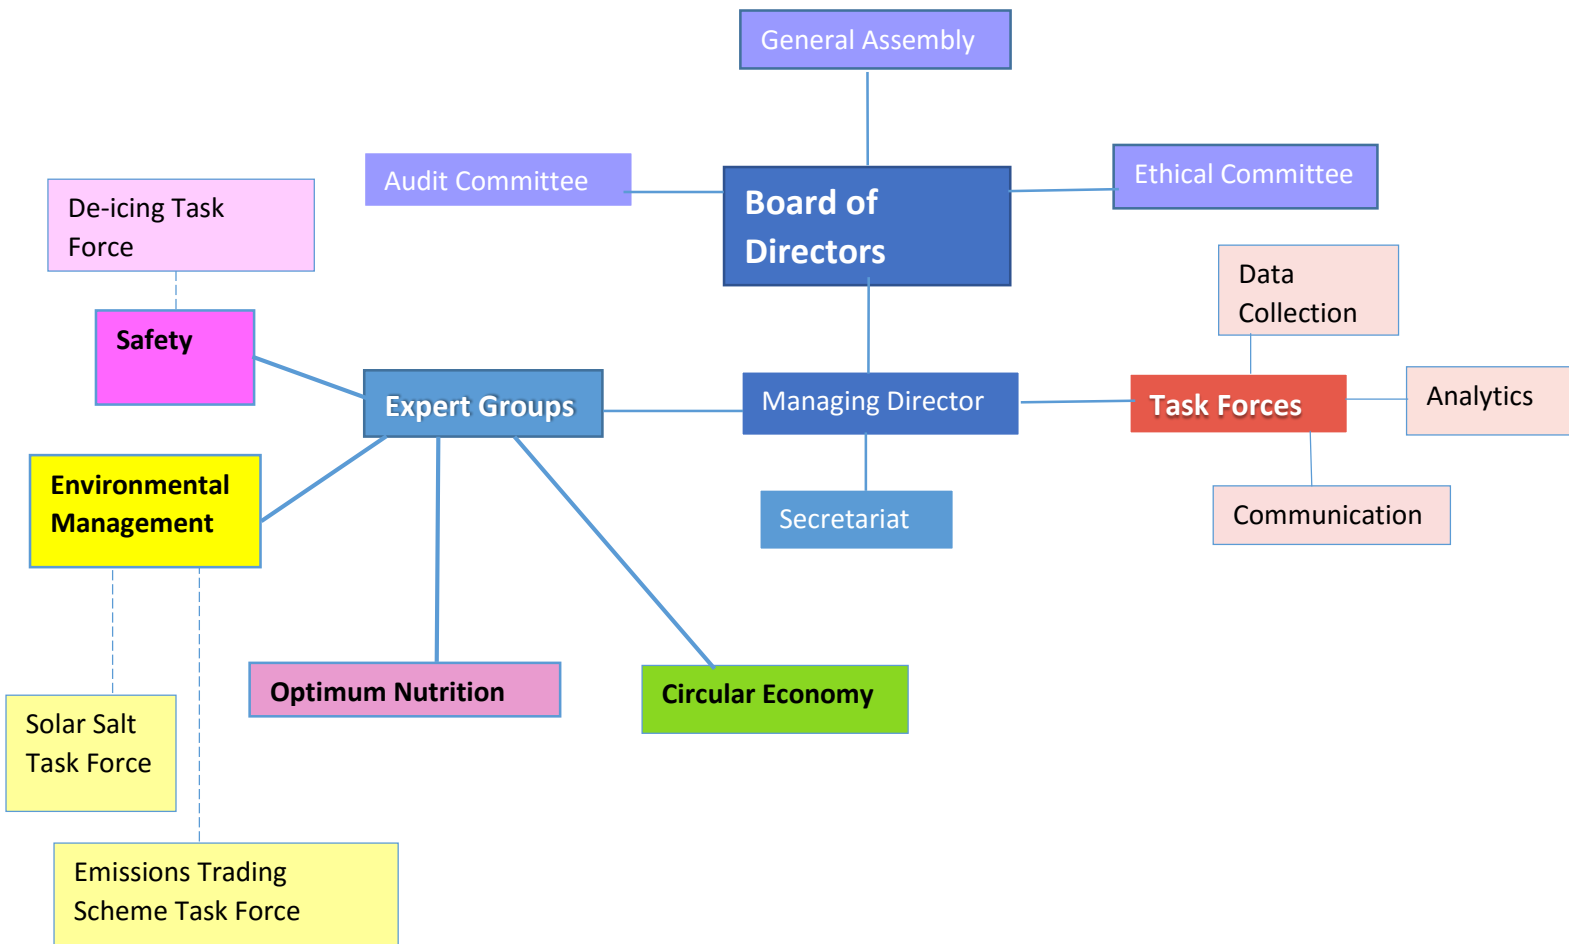 General Assembly
Audit Committee
Ethical Committee
Board of
Directors
De-icing Task
Force
Data
Collection
Safety
Expert Groups
Managing Director
Task Forces
Analytics
Environmental
Management
Secretariat
Communication
Optimum Nutrition
Circular Economy
Solar Salt
Task Force
Emissions Trading
Scheme Task Force